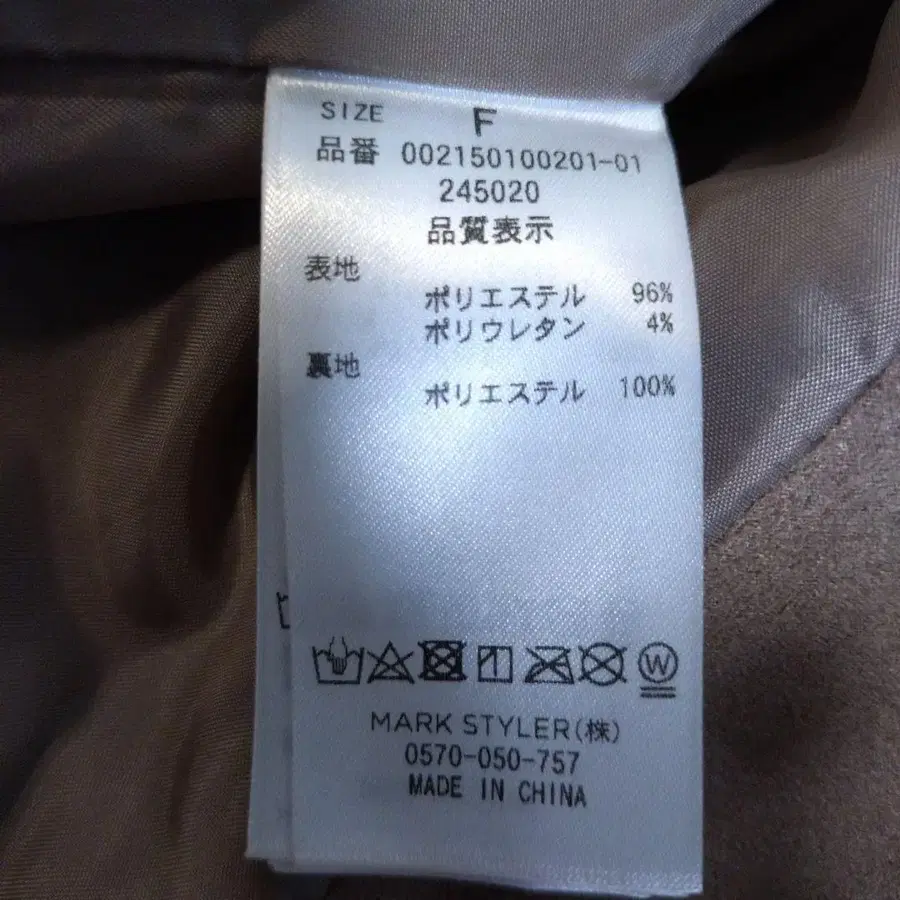 SIZE F
品番 002150100201-01
245020
品質表示
表地
ポリエステル 96%
ポリウレタン 4%
裏地
ポリエステル 100%
W
MARK STYLER(株)
0570-050-757
MADE IN CHINA